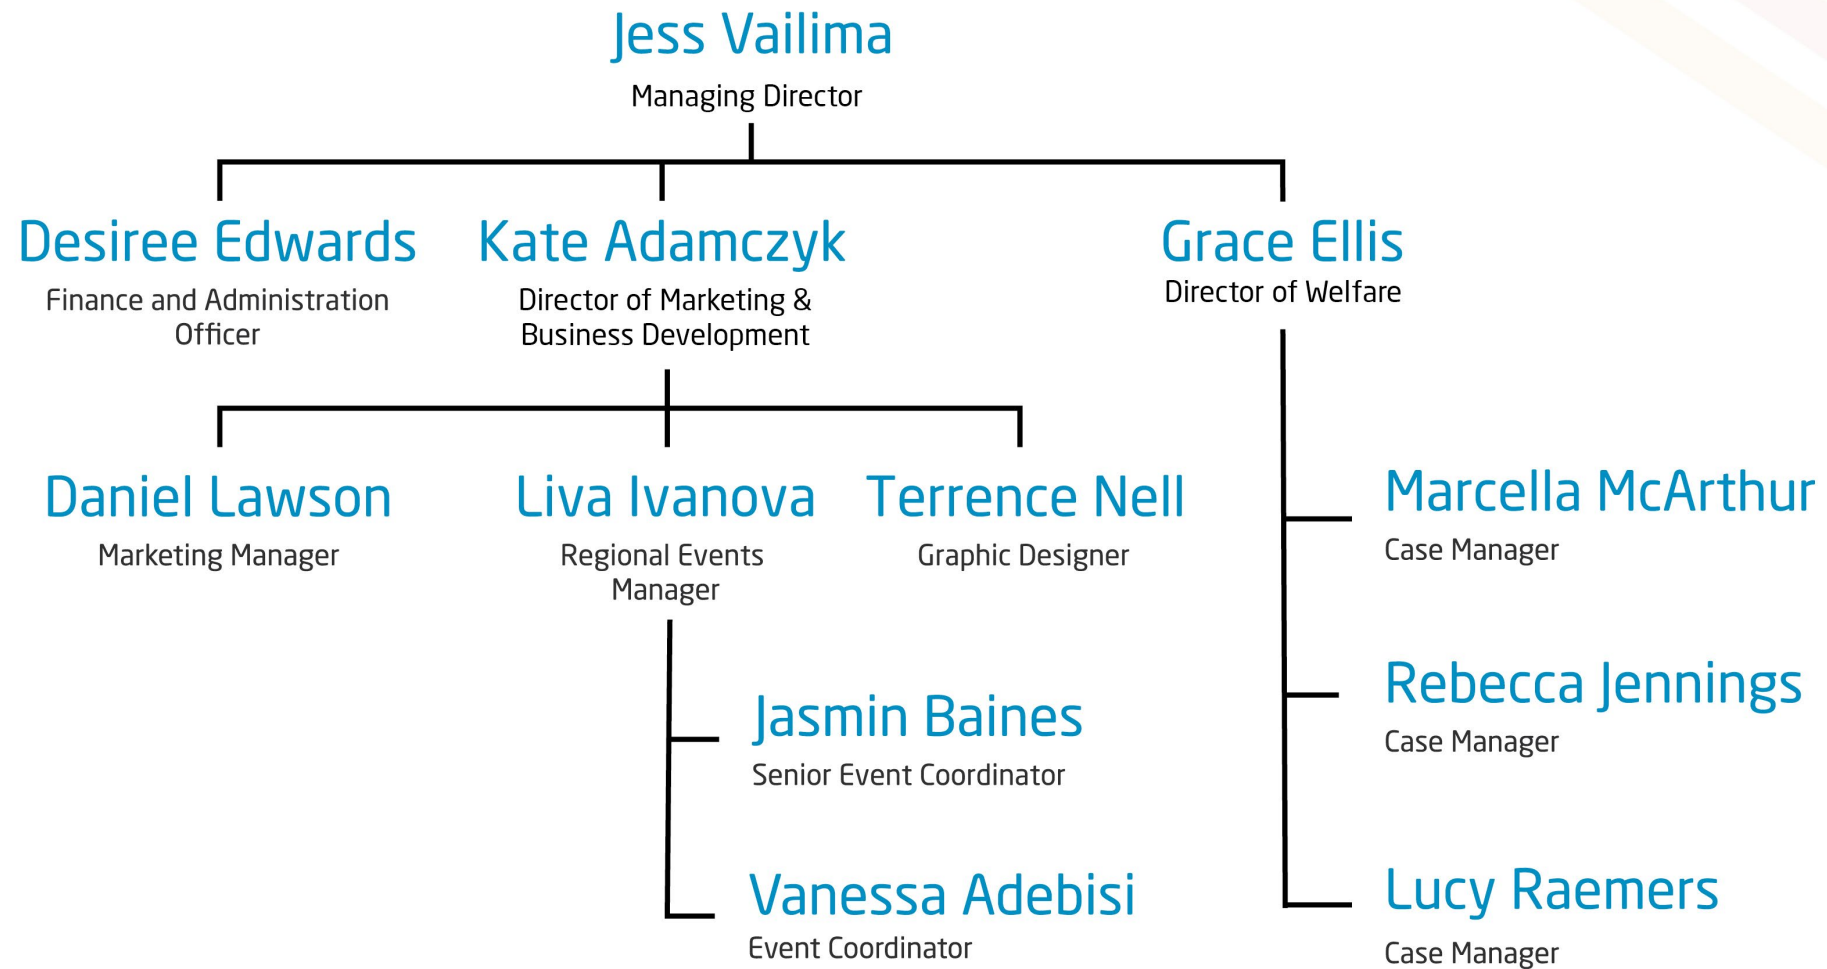 Jess Vailima
Managing Director
Desiree Edwards
Finance and Administration
Officer
Kate Adamczyk
Director of Marketing &
Business Development
Grace Ellis
Director of Welfare
Daniel Lawson
Marketing Manager
Liva Ivanova
Regional Events
Manager
Terrence Nell
Graphic Designer
Jasmin Baines
Senior Event Coordinator
Vanessa Adebisi
Event Coordinator
Marcella McArthur
Case Manager
Rebecca Jennings
Case Manager
Lucy Raemers
Case Manager